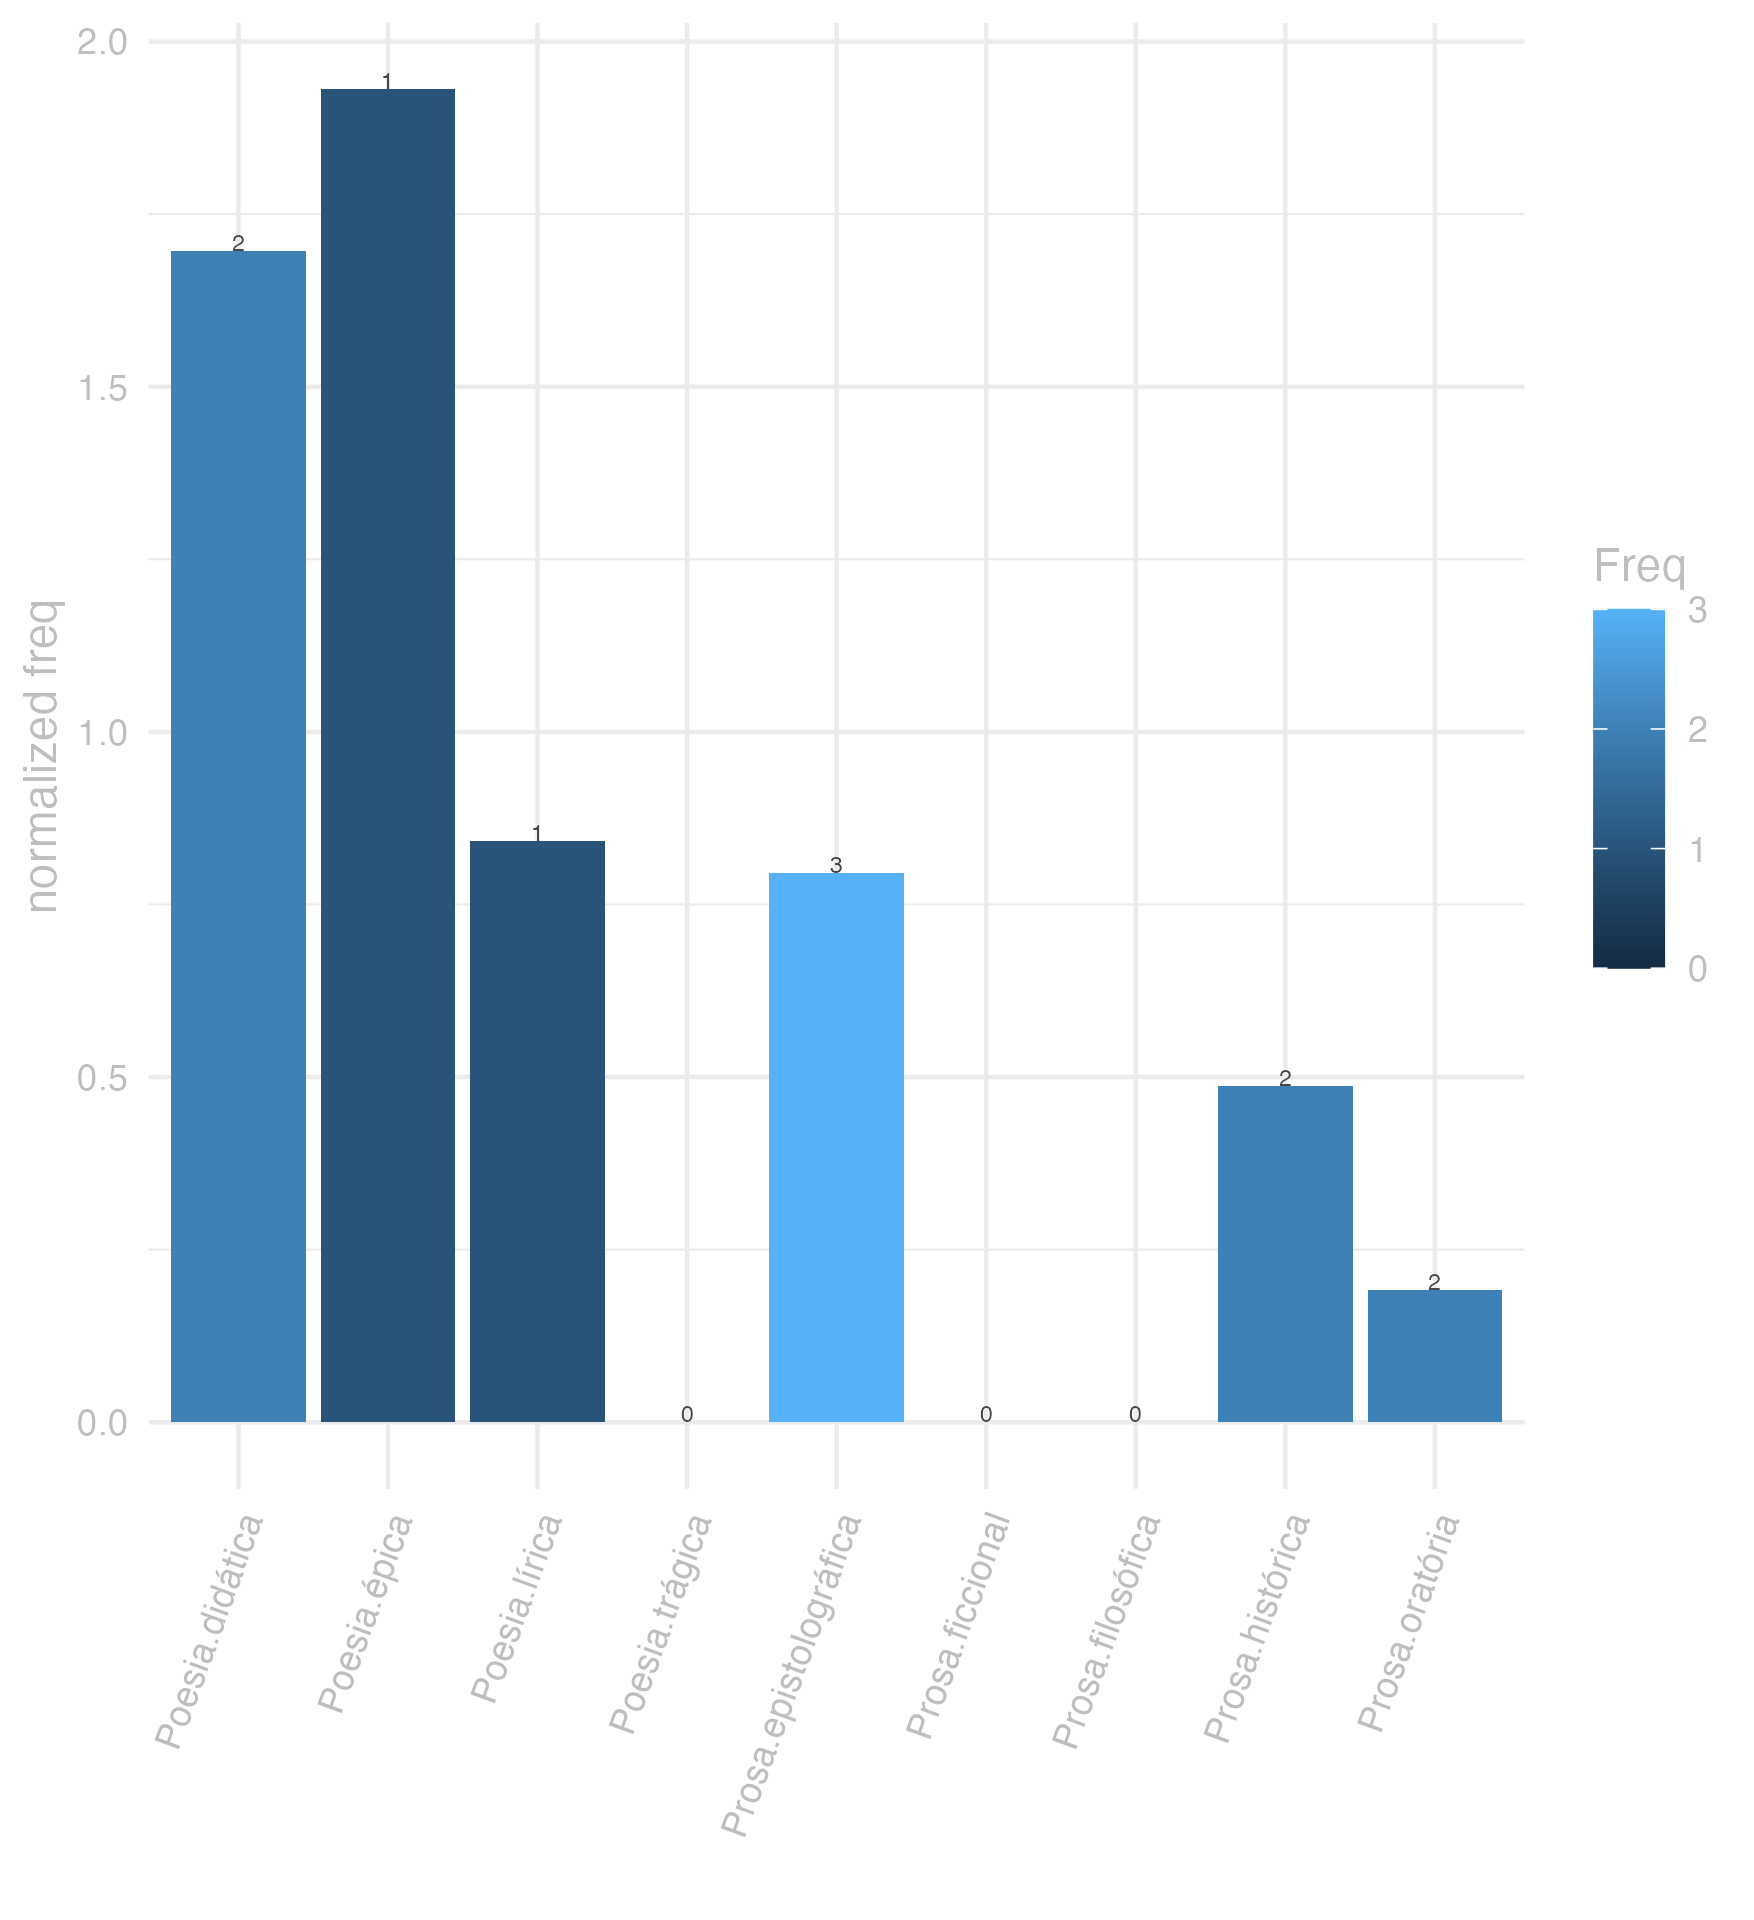 normalized freq
2.0
1.5
1.0
0.5
0.0
2
1
1
0
3
0
0
2
2
Poesia.didática
Poesia.épica
Poesia.lírica
Poesia.trágica
Prosa.epistolográfica
Prosa.ficcional
Prosa.filosófica
Prosa.histórica
Prosa.oratória
Freq
3
2
1
0